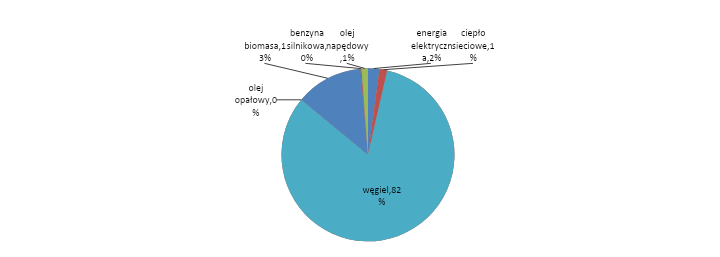 benzyna
silnikowa,
0%
olej
napędowy
,1%
energia
elektryczn
a,2%
ciepło
sieciowe,1
%
biomasa,1
3%
olej
opałowy,0
%
węgiel,82
%